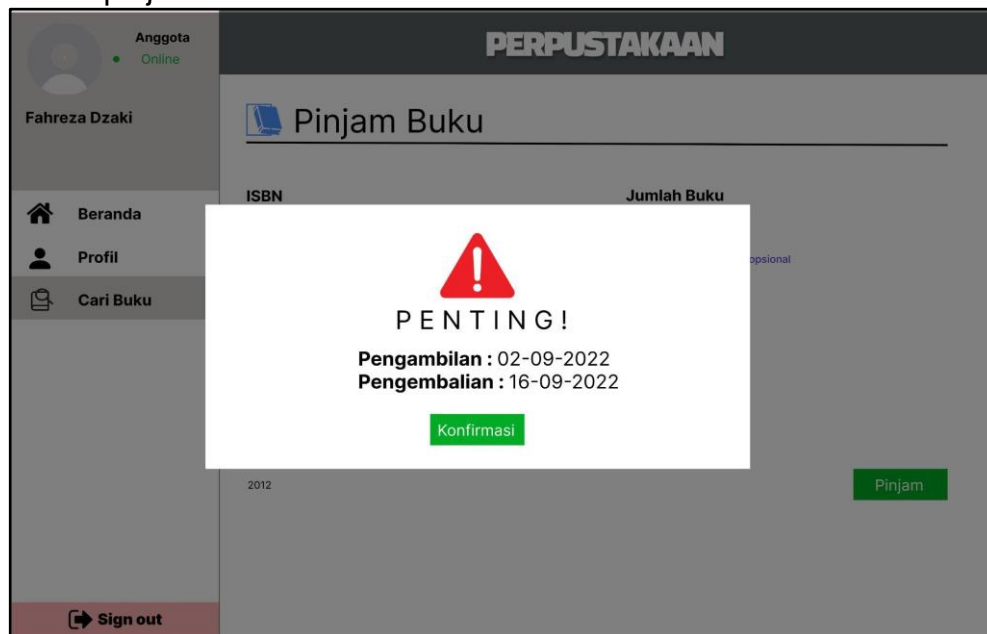 Anggota
Online
Fahreza Dzaki
Beranda
Profil
Cari Buku
Sign out
PERPUSTAKAAN
Pinjam Buku
ISBN
Jumlah Buku
opsional
PENTING!
Pengambilan : 02-09-2022
Pengembalian : 16-09-2022
Konfirmasi
2012
Pinjam